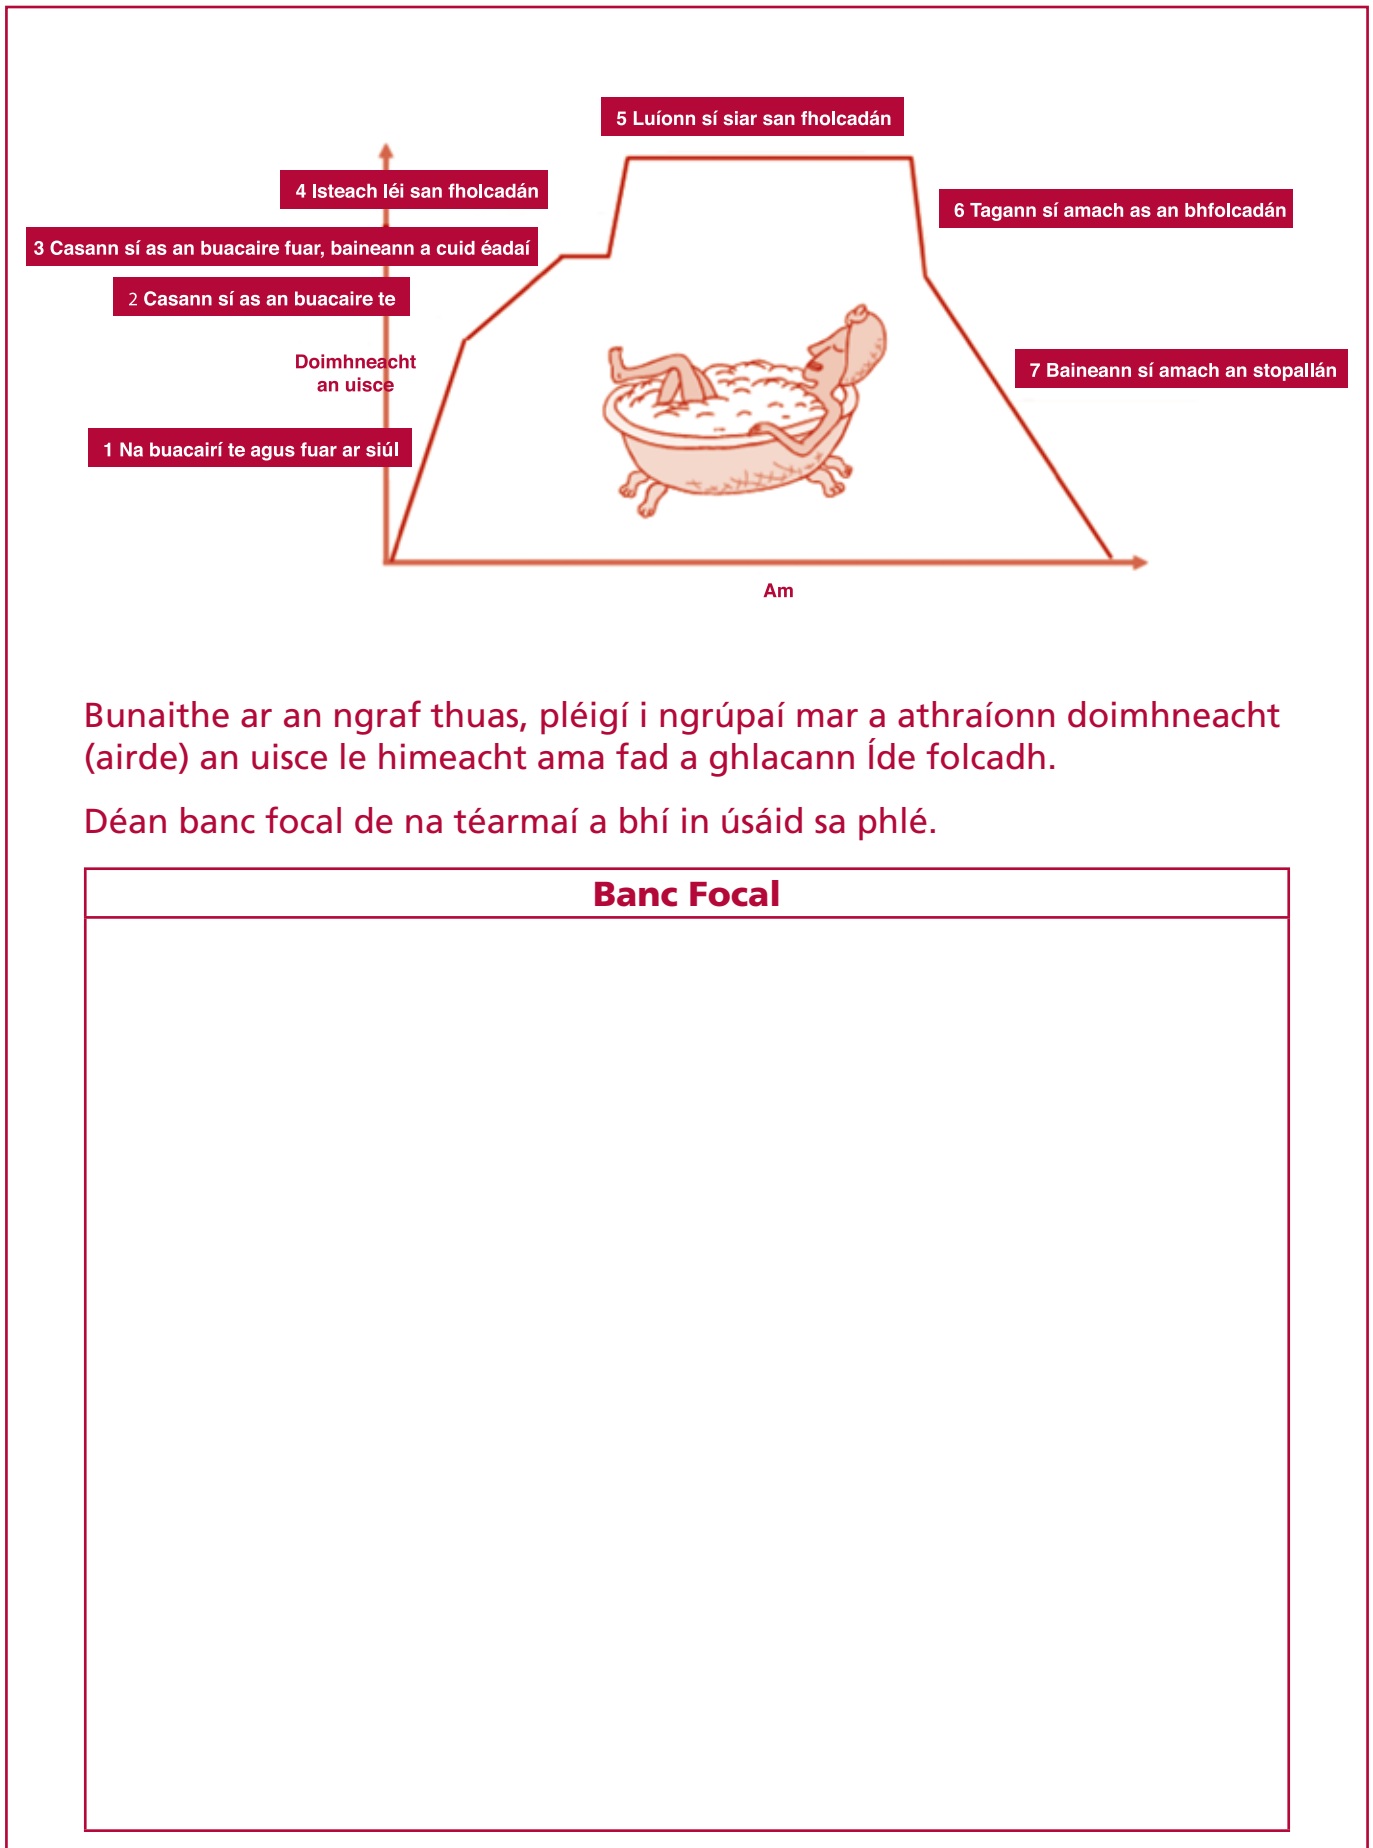 5 Luíonn sí siar san fholcadán
4 Isteach léi san fholcadán
6 Tagann sí amach as an bhfolcadán
3 Casann sí as an buacaire fuar, baineann a cuid éadaí
2 Casann sí as an buacaire te
Doimhneacht
an uisce
7 Baineann sí amach an stopallán
1 Na buacairí te agus fuar ar siúl
Am
Bunaithe ar an ngraf thuas, pléigí i ngrúpaí mar a athraíonn doimhneacht
(airde) an uisce le himeacht ama fad a ghlacann Íde folcadh.
Déan banc focal de na téarmaí a bhí in úsáid sa phlé.
Banc Focal